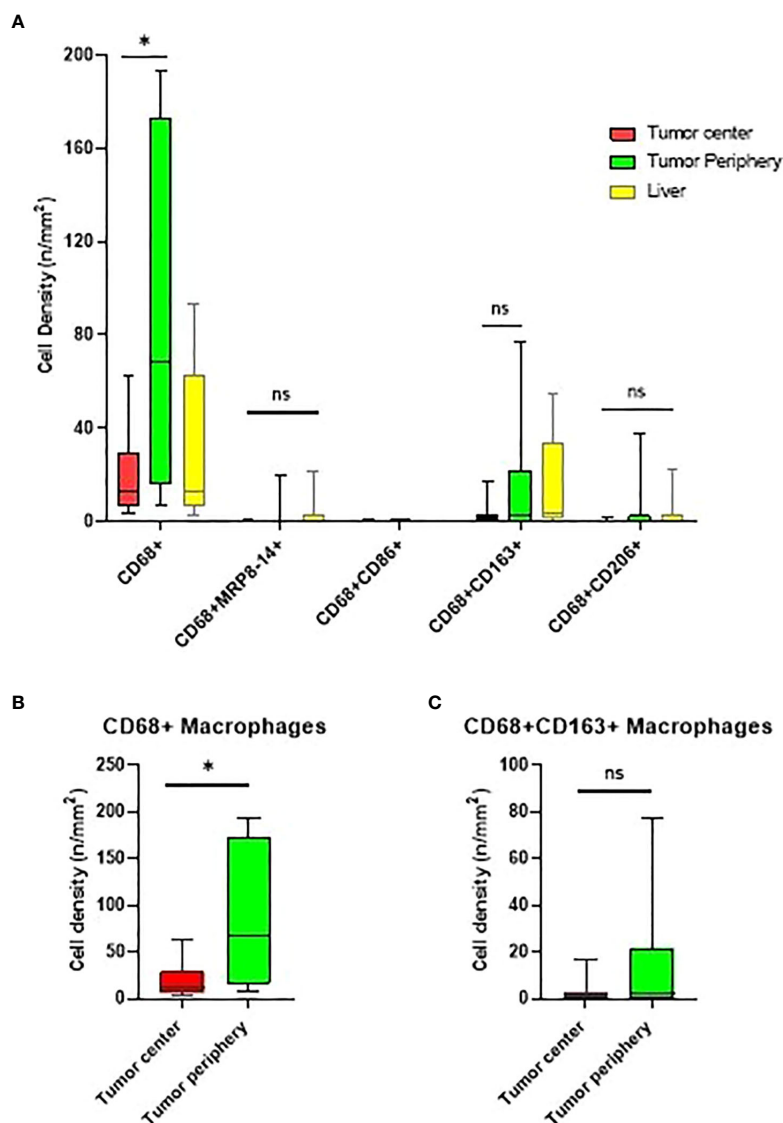 A
*
200
160
120
80
40
0
Cell Density (n/mm²)
Tumor center
Tumor Periphery
Liver
ns
ns
ns
CD68+
CD68+MRP8-14+
CD68+CD86+
CD68+CD163+
CD68+CD206+
B
CD68+ Macrophages
*
250
200
150
100
50
0
Cell density (n/mm²)
Tumor center
Tumor periphery
C
CD68+CD163+ Macrophages
ns
100
80
60
40
20
0
Cell density (n/mm²)
Tumor center
Tumor periphery